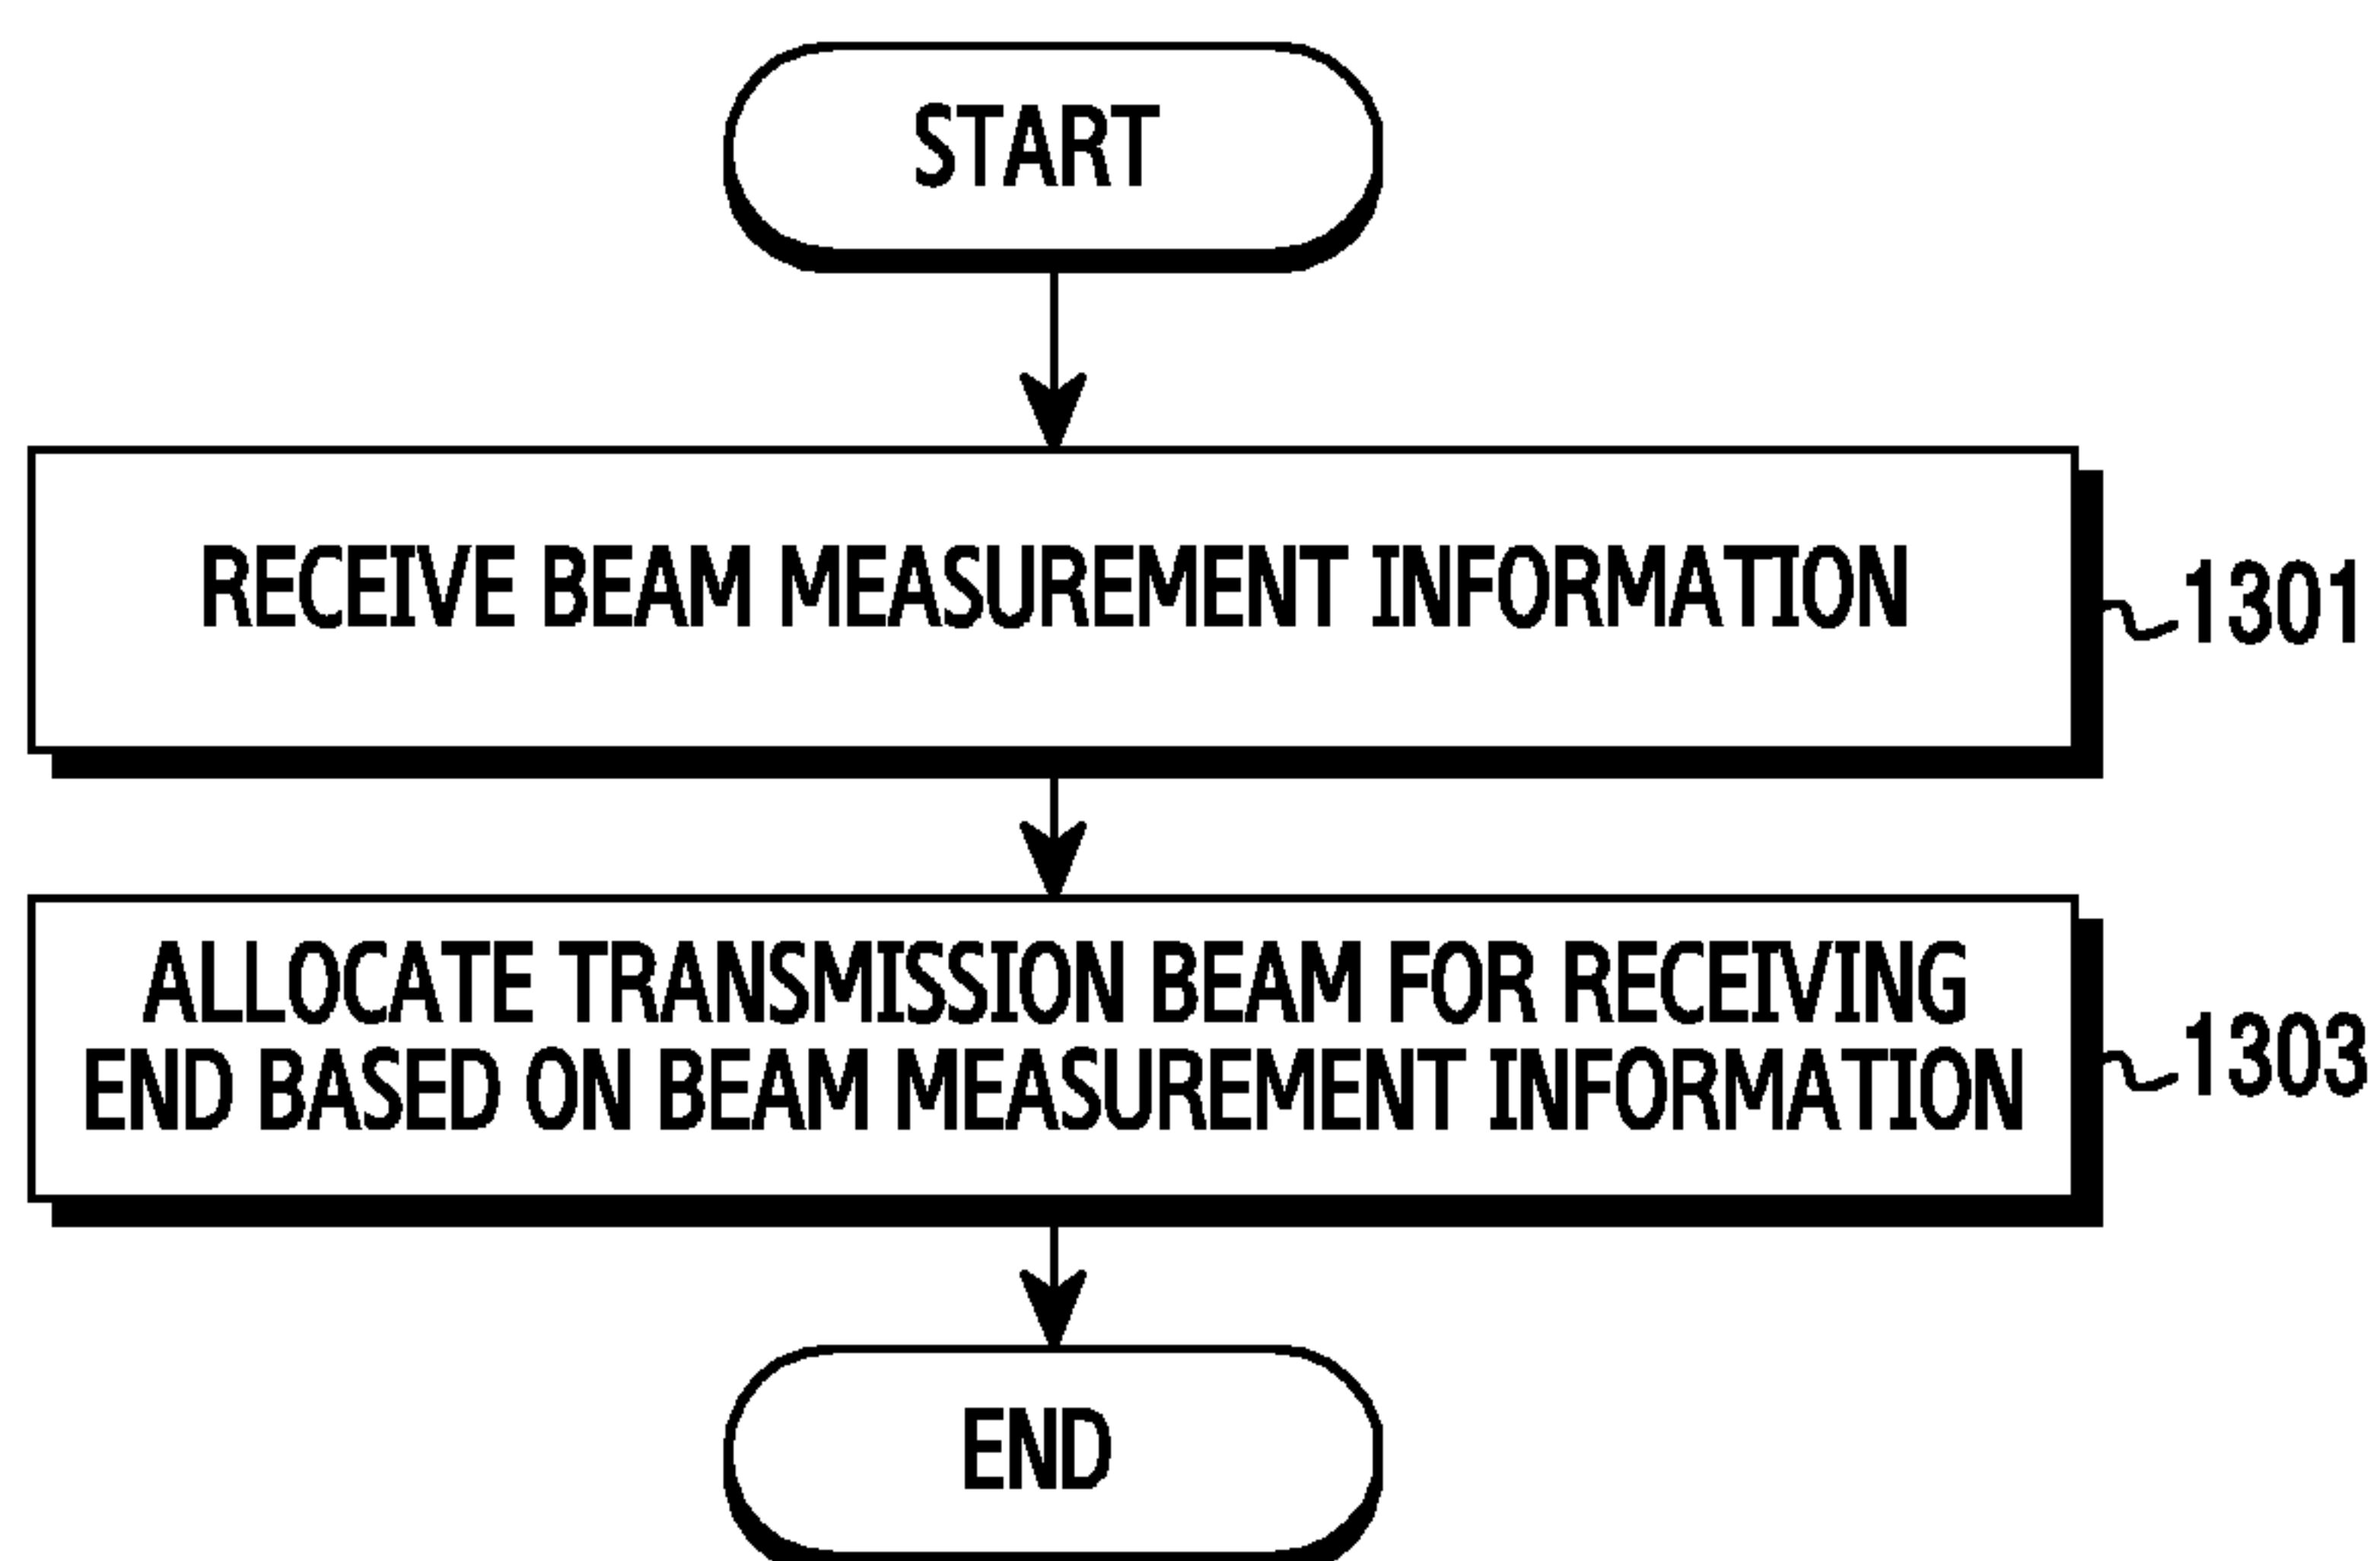 START
RECEIVE BEAM MEASUREMENT INFORMATION
1301
ALLOCATE TRANSMISSION BEAM FOR RECEIVING
END BASED ON BEAM MEASUREMENT INFORMATION
1303
END